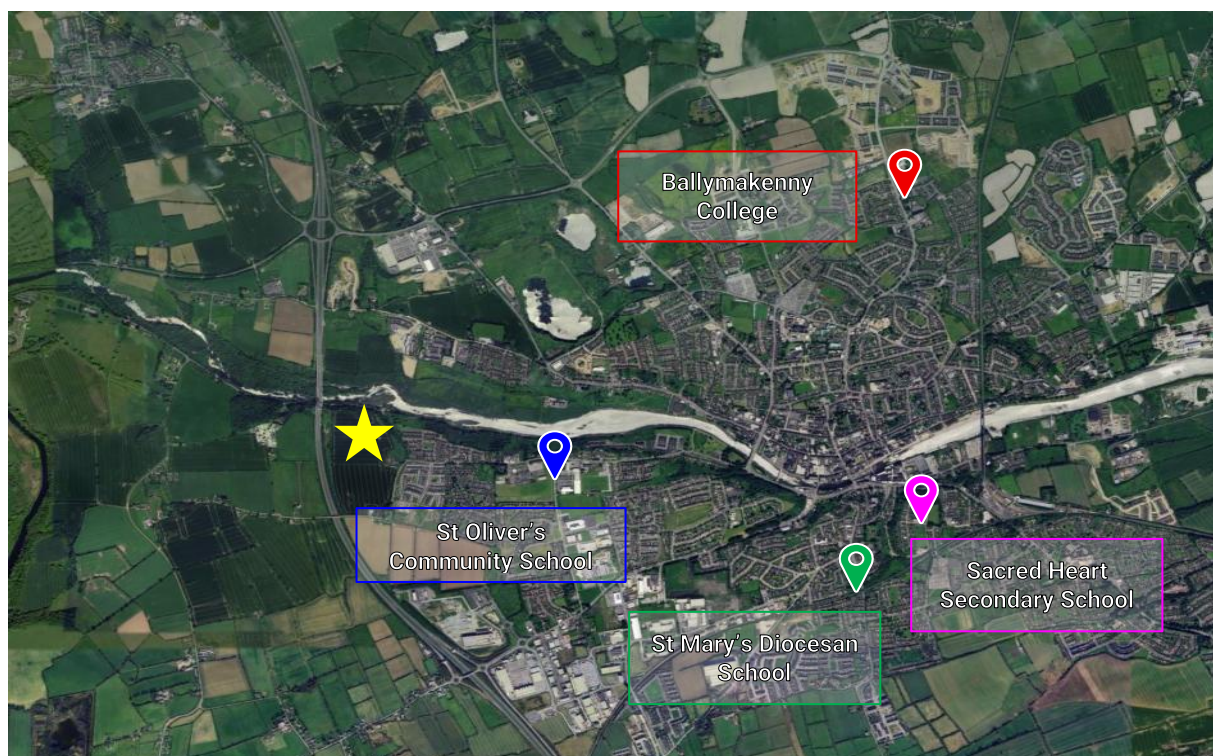 Ballymakenny
College
St Oliver's
Community School
Sacred Heart
Secondary School
St Mary's Diocesan
School